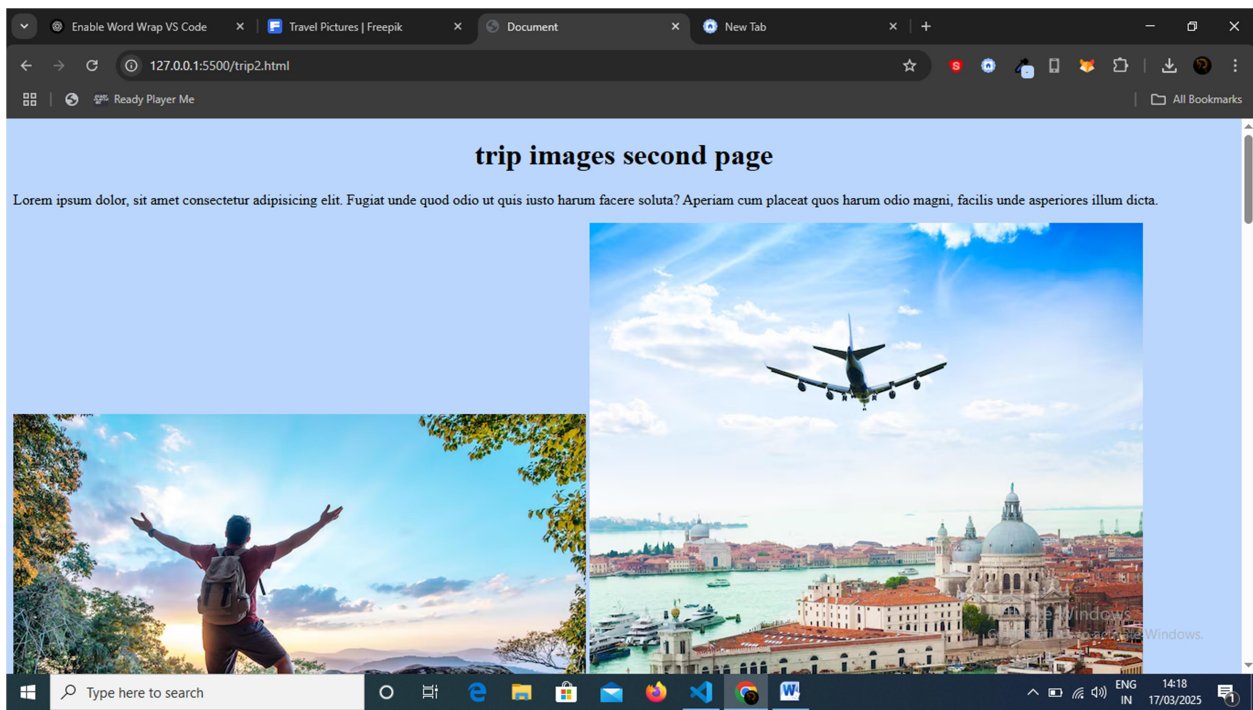 Enable Word Wrap VS Code
Travel Pictures | Freepik
Document
New Tab
127.0.0.1:5500/trip2.html
Ready Player Me
All Bookmarks
trip images second page
Lorem ipsum dolor, sit amet consectetur adipisicing elit. Fugiat unde quod odio ut quis iusto harum facere soluta? Aperiam cum placeat quos harum odio magni, facilis unde asperiores illum dicta.
Windows
Windows.
Type here to search
ENG
IN
14:18
17/03/2025
1